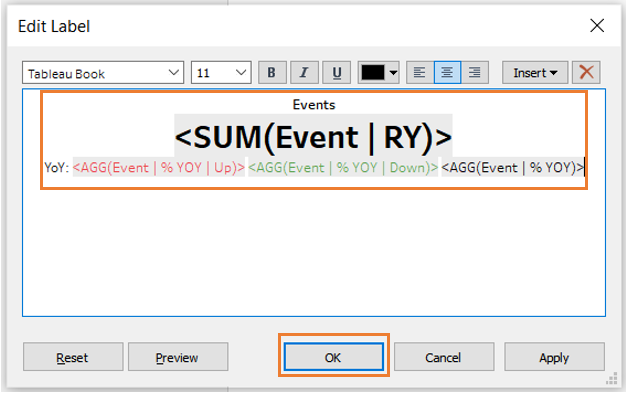 Edit Label
Tableau Book 11 B I U Insert
Events
<SUM(Event | RY)>
YoY: <AGG(Event | % YOY | Up)> <AGG(Event | % YOY | Down)> <AGG(Event | % YOY)>
Reset Preview OK Cancel Apply